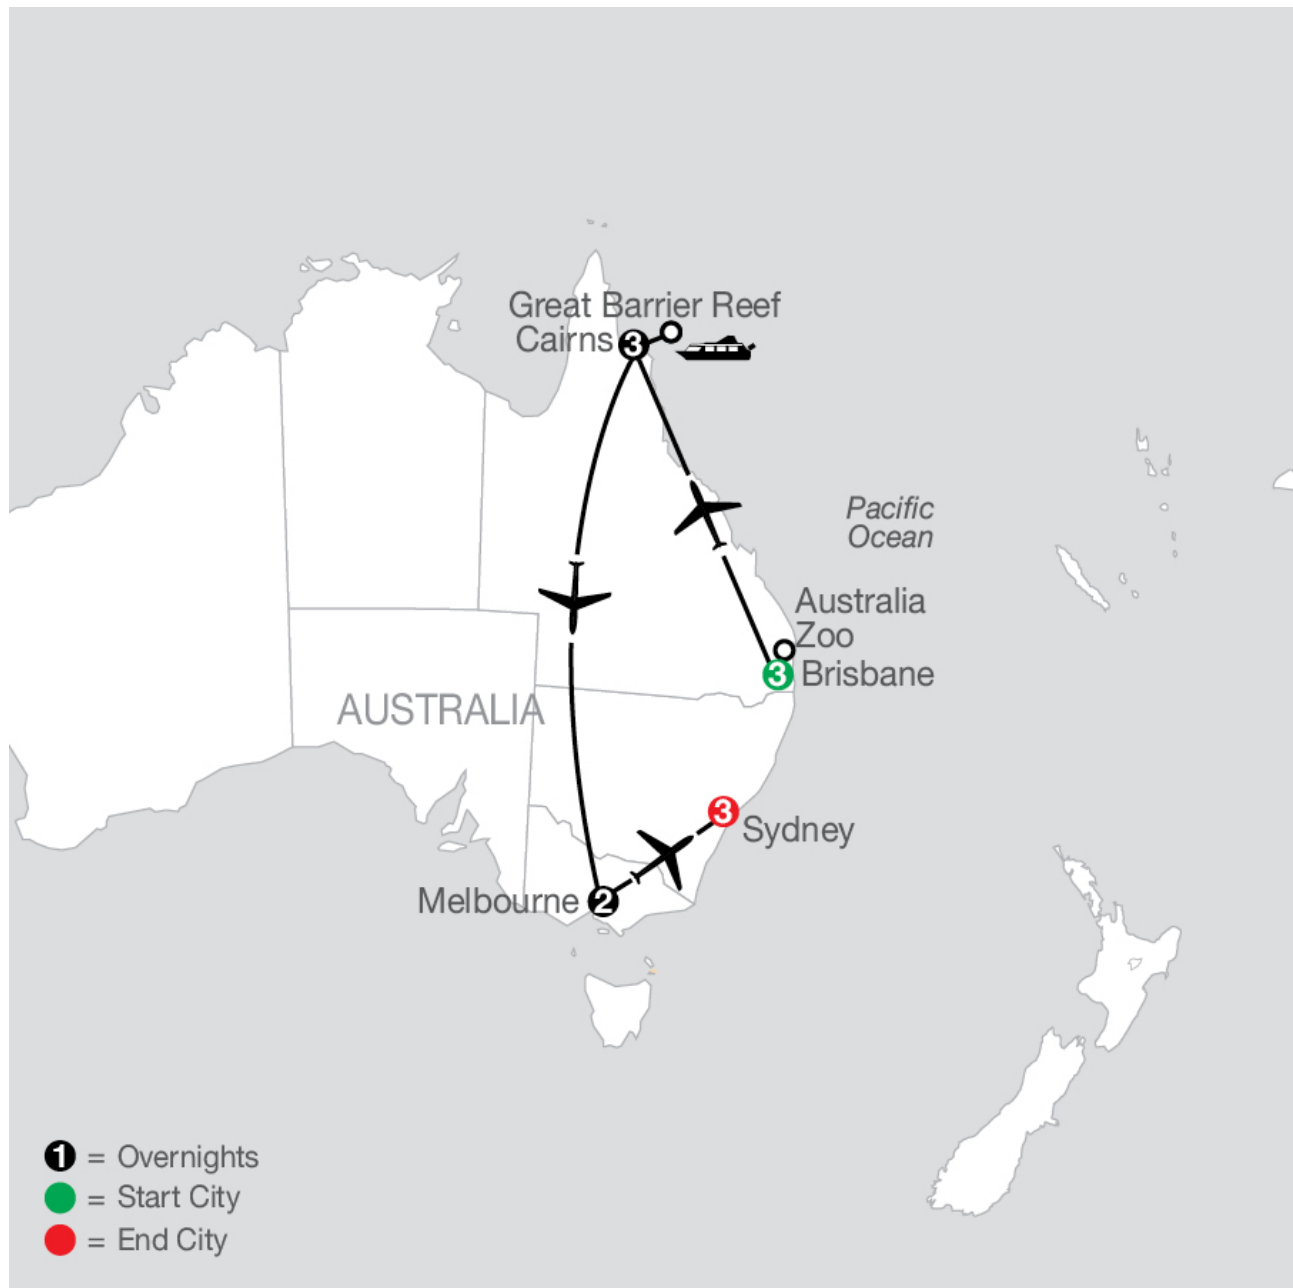 Great Barrier Reef
Cairns 3
Pacific
Ocean
Australia
Zoo
3 Brisbane
AUSTRALIA
3
Sydney
Melbourne 2
1 = Overnights
= Start City
= End City